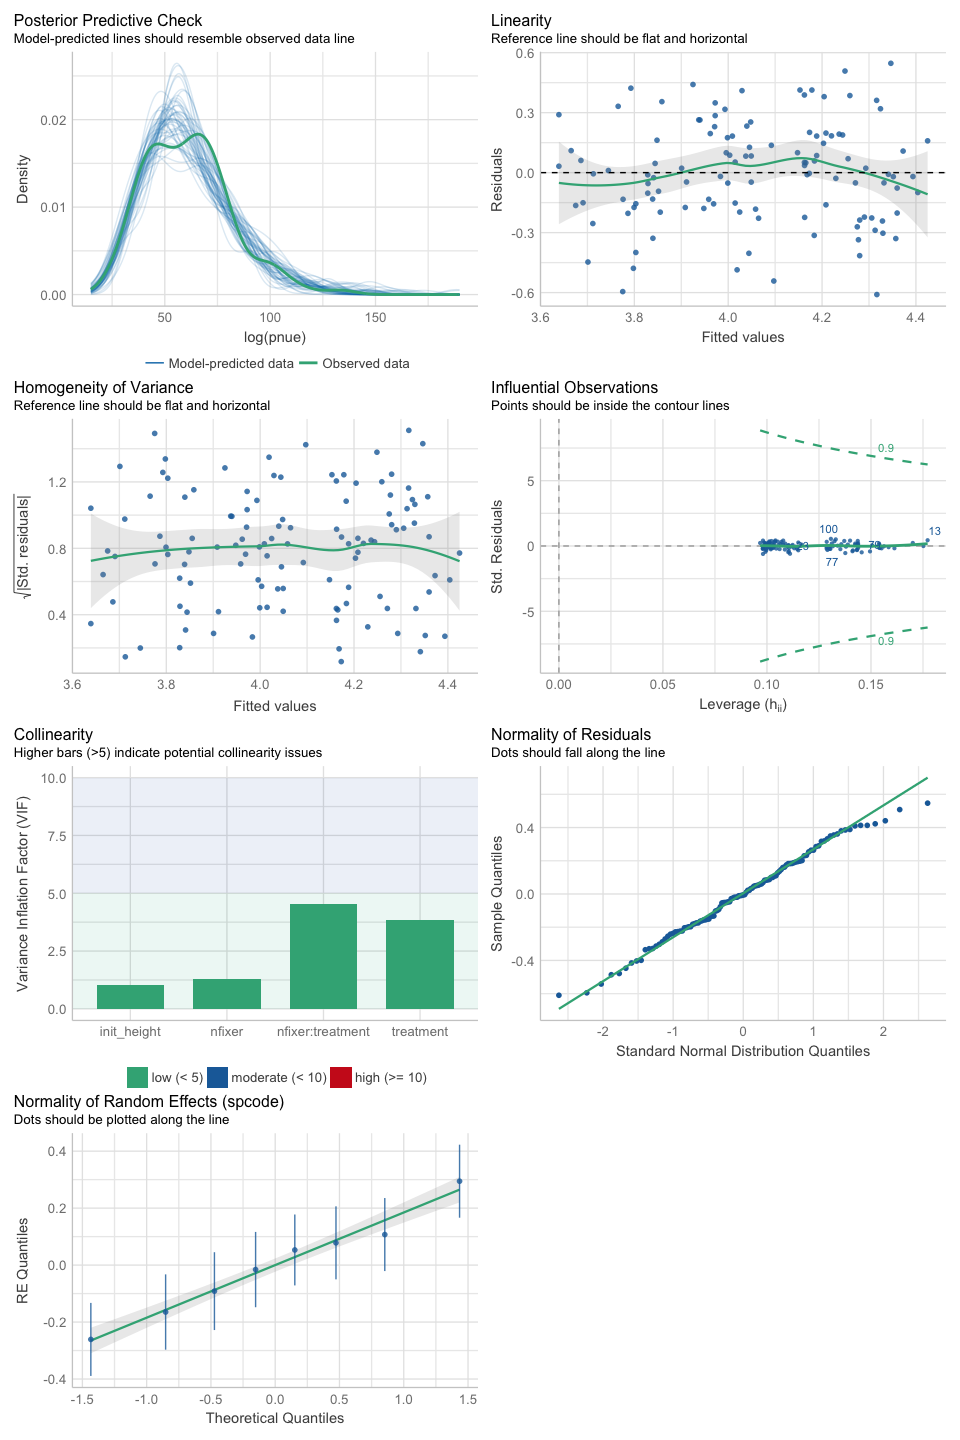 Posterior Predictive Check
Model-predicted lines should resemble observed data line
Density
0.02
0.01
0.00
50
100
150
log(pnue)
Model-predicted data
Observed data
Linearity
Reference line should be flat and horizontal
Residuals
0.6
0.3
0.0
-0.3
-0.6
3.6
3.8
4.0
4.2
4.4
Fitted values
Homogeneity of Variance
Reference line should be flat and horizontal
√|Std. residuals|
1.2
0.8
0.4
3.6
3.8
4.0
4.2
4.4
Fitted values
Influential Observations
Points should be inside the contour lines
Std. Residuals
5
0
-5
0.9
100
13
77
0.9
0.00
0.05
0.10
0.15
Leverage (hii)
Collinearity
Higher bars (>5) indicate potential collinearity issues
Variance Inflation Factor (VIF)
10.0
7.5
5.0
2.5
0.0
init_height
nfixer
nfixer:treatment
treatment
low (< 5)
moderate (< 10)
high (>= 10)
Normality of Residuals
Dots should fall along the line
Sample Quantiles
0.4
0.0
-0.4
-2
-1
0
1
2
Standard Normal Distribution Quantiles
Normality of Random Effects (spcode)
Dots should be plotted along the line
RE Quantiles
0.4
0.2
0.0
-0.2
-0.4
-1.5
-1.0
-0.5
0.0
0.5
1.0
1.5
Theoretical Quantiles